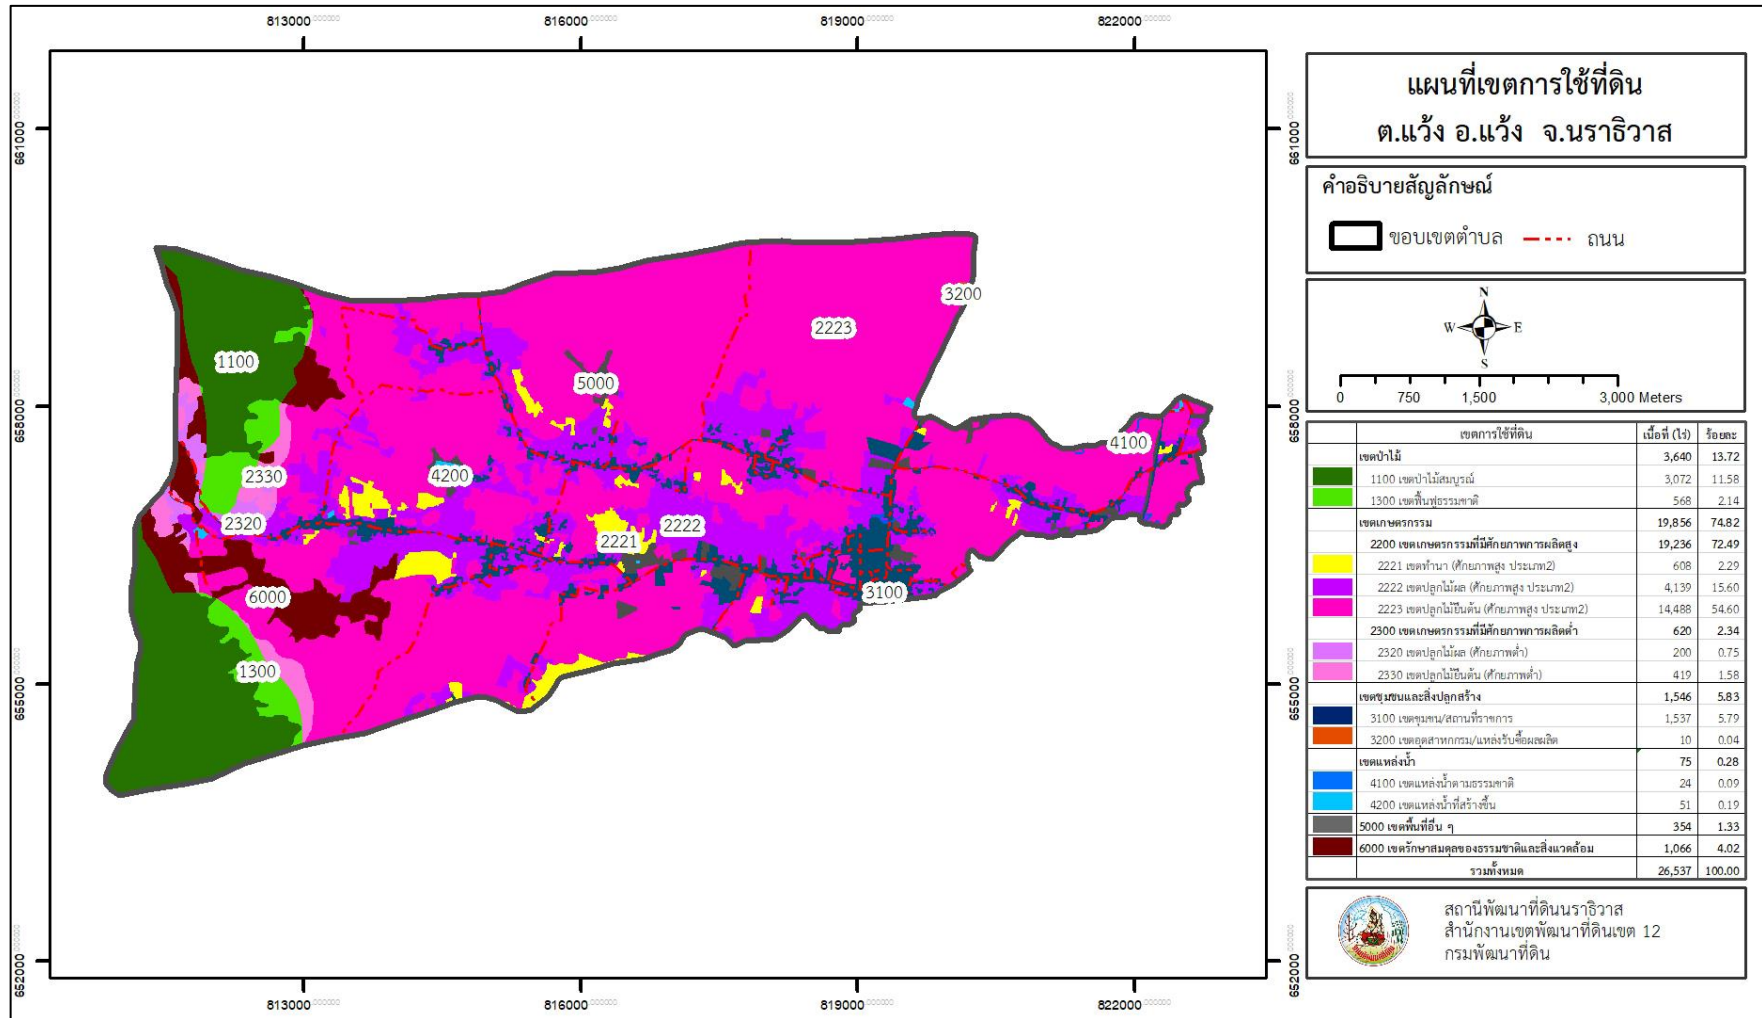 813000.000000 816000.000000 819000.000000 822000.000000
661000.000000
658000.000000
655000.000000
652000.000000
3200
2223
1100
5000
4100
2330
4200
2320
2222
2221
6000
3100
1300
661000.000000
658000.000000
655000.000000
652000.000000
813000.000000 816000.000000 819000.000000 822000.000000
แผนที่เขตการใช้ที่ดิน
ต.แว้ง อ.แว้ง จ.นราธิวาส
คำอธิบายสัญลักษณ์
ขอบเขตตำบล ถนน
N
W E
S
0 750 1,500 3,000 Meters
เขตการใช้ที่ดิน เนื้อที่ (ไร่) ร้อยละ
เขตป่าไม้ 3,640 13.72
1100 เขตป่าไม้สมบูรณ์ 3,072 11.58
1300 เขตฟื้นฟูธรรมชาติ 568 2.14
เขตเกษตรกรรม 19,856 74.82
2200 เขตเกษตรกรรมที่มีศักยภาพการผลิตสูง 19,236 72.49
2221 เขตทำนา (ศักยภาพสูง ประเภท2) 608 2.29
2222 เขตปลูกไม้ผล (ศักยภาพสูง ประเภท2) 4,139 15.60
2223 เขตปลูกไม้ยืนต้น (ศักยภาพสูง ประเภท2) 14,488 54.60
2300 เขตเกษตรกรรมที่มีศักยภาพการผลิตต่ำ 620 2.34
2320 เขตปลูกไม้ผล (ศักยภาพต่ำ) 200 0.75
2330 เขตปลูกไม้ยืนต้น (ศักยภาพต่ำ) 419 1.58
เขตชุมชนและสิ่งปลูกสร้าง 1,546 5.83
3100 เขตชุมชน/สถานที่ราชการ 1,537 5.79
3200 เขตอุตสาหกรรม/แหล่งรับซื้อผลผลิต 10 0.04
เขตแหล่งน้ำ 75 0.28
4100 เขตแหล่งน้ำตามธรรมชาติ 24 0.09
4200 เขตแหล่งน้ำที่สร้างขึ้น 51 0.19
5000 เขตพื้นที่อื่น ๆ 354 1.33
6000 เขตรักษาสมดุลของธรรมชาติและสิ่งแวดล้อม 1,066 4.02
รวมทั้งหมด 26,537 100.00
สถานีพัฒนาที่ดินนราธิวาส
สำนักงานเขตพัฒนาที่ดินเขต 12
กรมพัฒนาที่ดิน